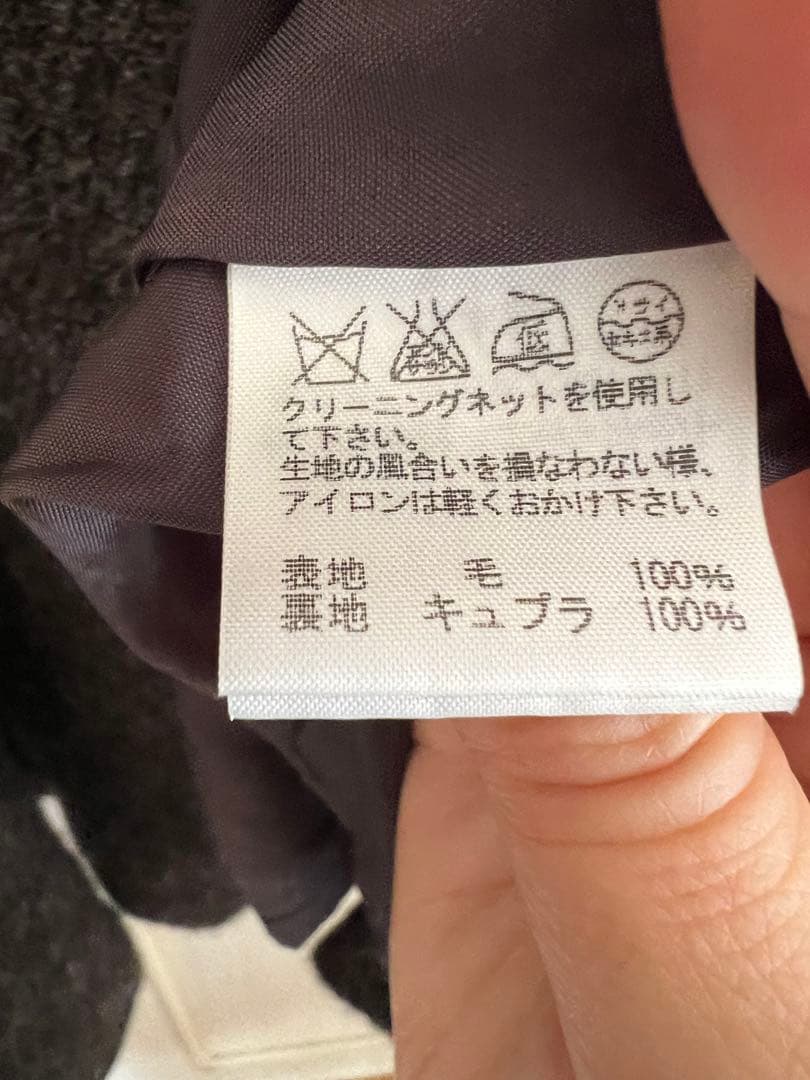 低
クリーニングネットを使用し
て下さい。
生地の風合いを損なわない様、
アイロンは軽くおかけ下さい。
表地 毛 100%
裏地 キュプラ 100%